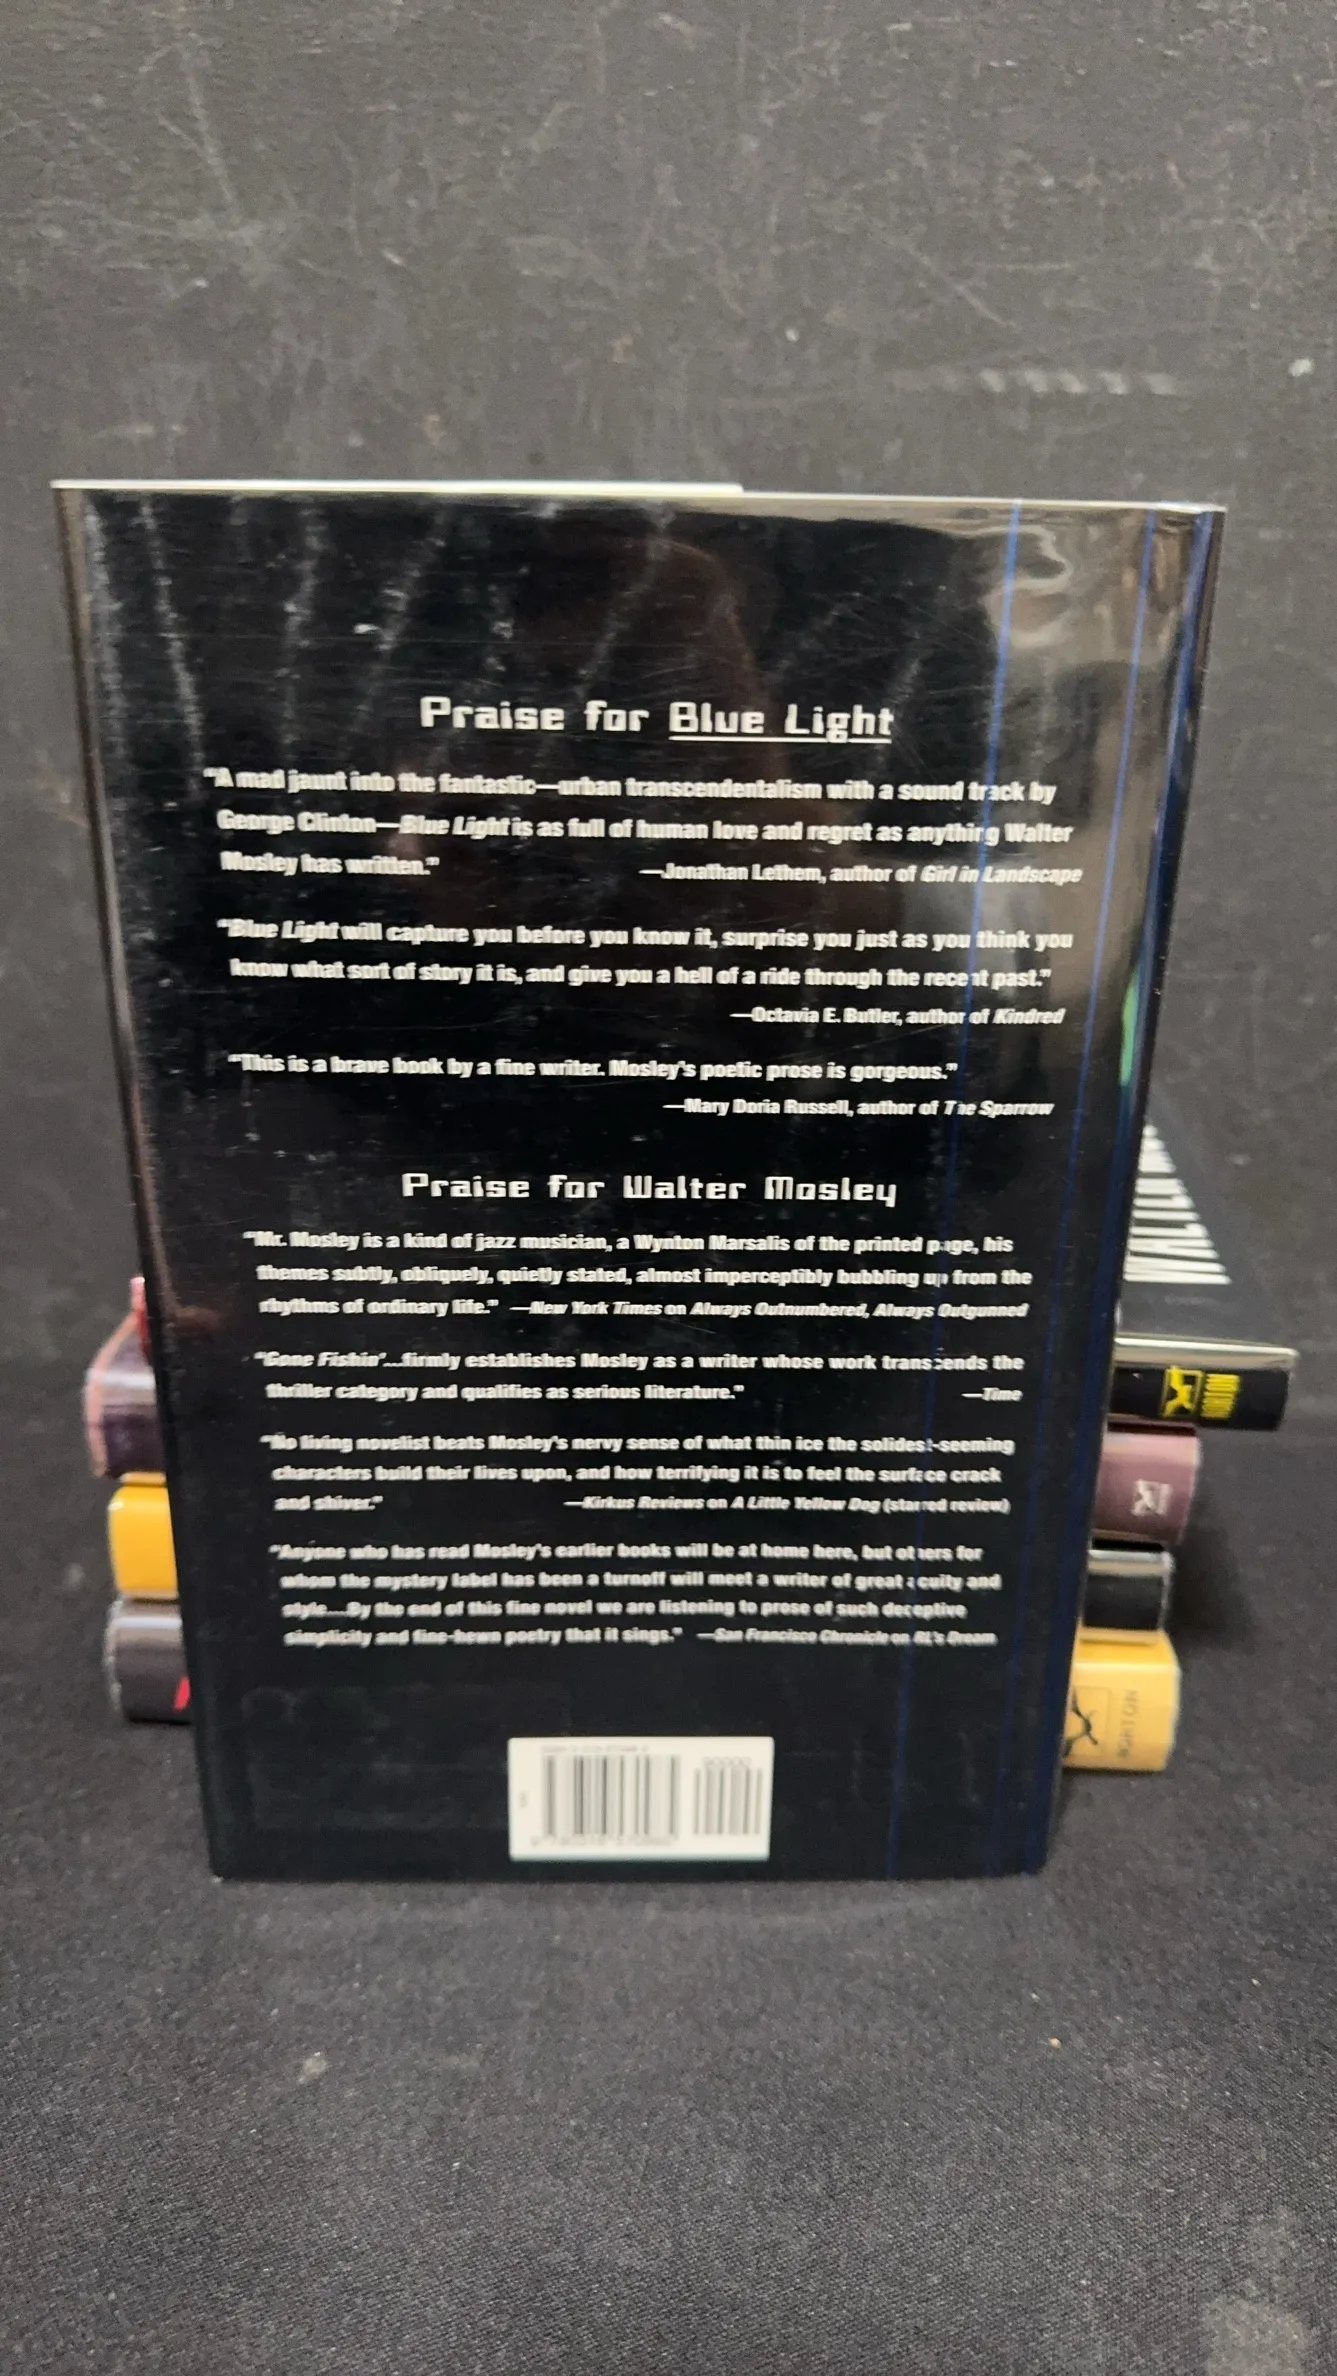 Praise for Blue Light
"A mad jaunt into the fantastic—urban transcendentalism with a sound track by
George Clinton—Blue Light is as full of human love and regret as anything Walter
Mosley has written."
—Jonathan Lethem, author of Girl in Landscape
"Blue Light will capture you before you know it, surprise you just as you think you
know what sort of story it is, and give you a hell of a ride through the recent past."
—Octavia E. Butler, author of Kindred
"This is a brave book by a fine writer. Mosley's poetic prose is gorgeous."
—Mary Doria Russell, author of The Sparrow
Praise for Walter Mosley
"Mr. Mosley is a kind of jazz musician, a Wynton Marsalis of the printed page, his
themes subtly, obliquely, quietly stated, almost imperceptibly bubbling up from the
rhythms of ordinary life." —New York Times on Always Outnumbered, Always Outgunned
"Gone Fishin'...firmly establishes Mosley as a writer whose work transcends the
thriller category and qualifies as serious literature." —Time
"No living novelist beats Mosley's nervy sense of what thin ice the solidest-seeming
characters build their lives upon, and how terrifying it is to feel the surface crack
and shiver." —Kirkus Reviews on A Little Yellow Dog (starred review)
"Anyone who has read Mosley's earlier books will be at home here, but others for
whom the mystery label has been a turnoff will meet a writer of great acuity and
style....By the end of this fine novel we are listening to prose of such deceptive
simplicity and fine-hewn poetry that it sings." —San Francisco Chronicle on RL's Dream
90000
WALTER
NORTON